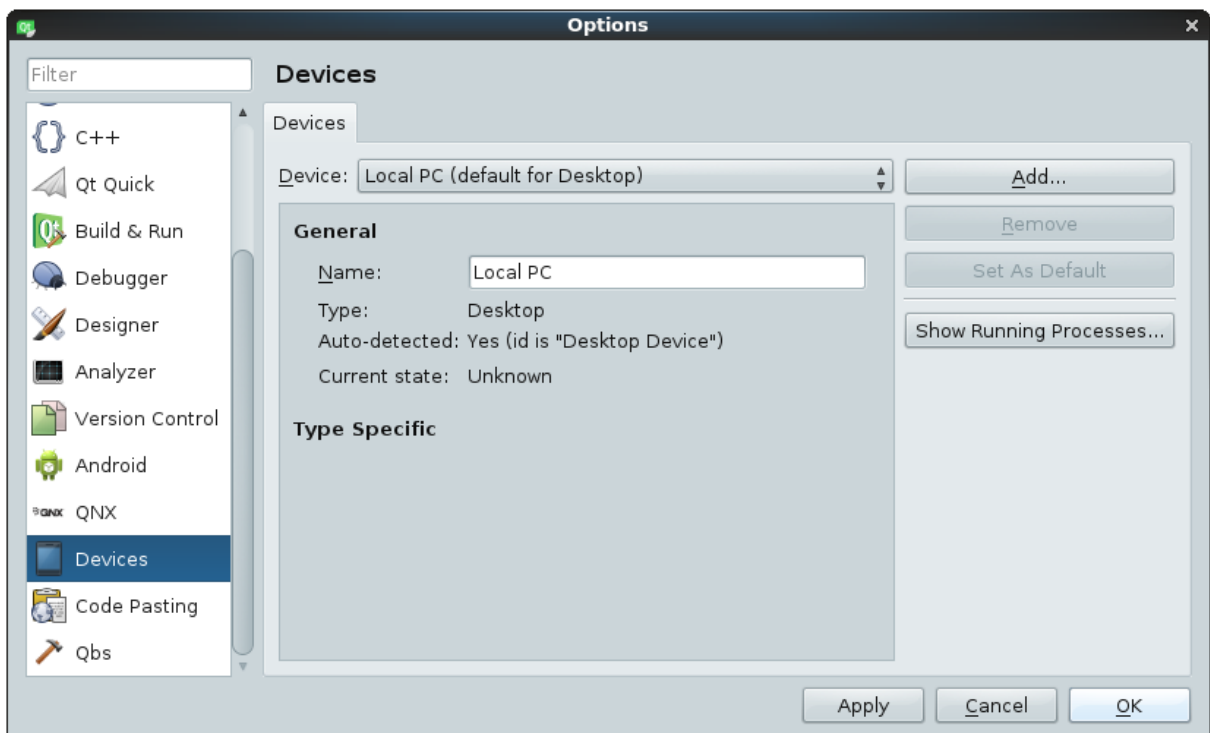 Options
Filter
C++
Qt Quick
Build & Run
Debugger
Designer
Analyzer
Version Control
Android
QNX
Devices
Code Pasting
Qbs
Devices
Devices
Device: Local PC (default for Desktop)
General
Name: Local PC
Type: Desktop
Auto-detected: Yes (id is "Desktop Device")
Current state: Unknown
Type Specific
Add...
Remove
Set As Default
Show Running Processes...
Apply
Cancel
OK